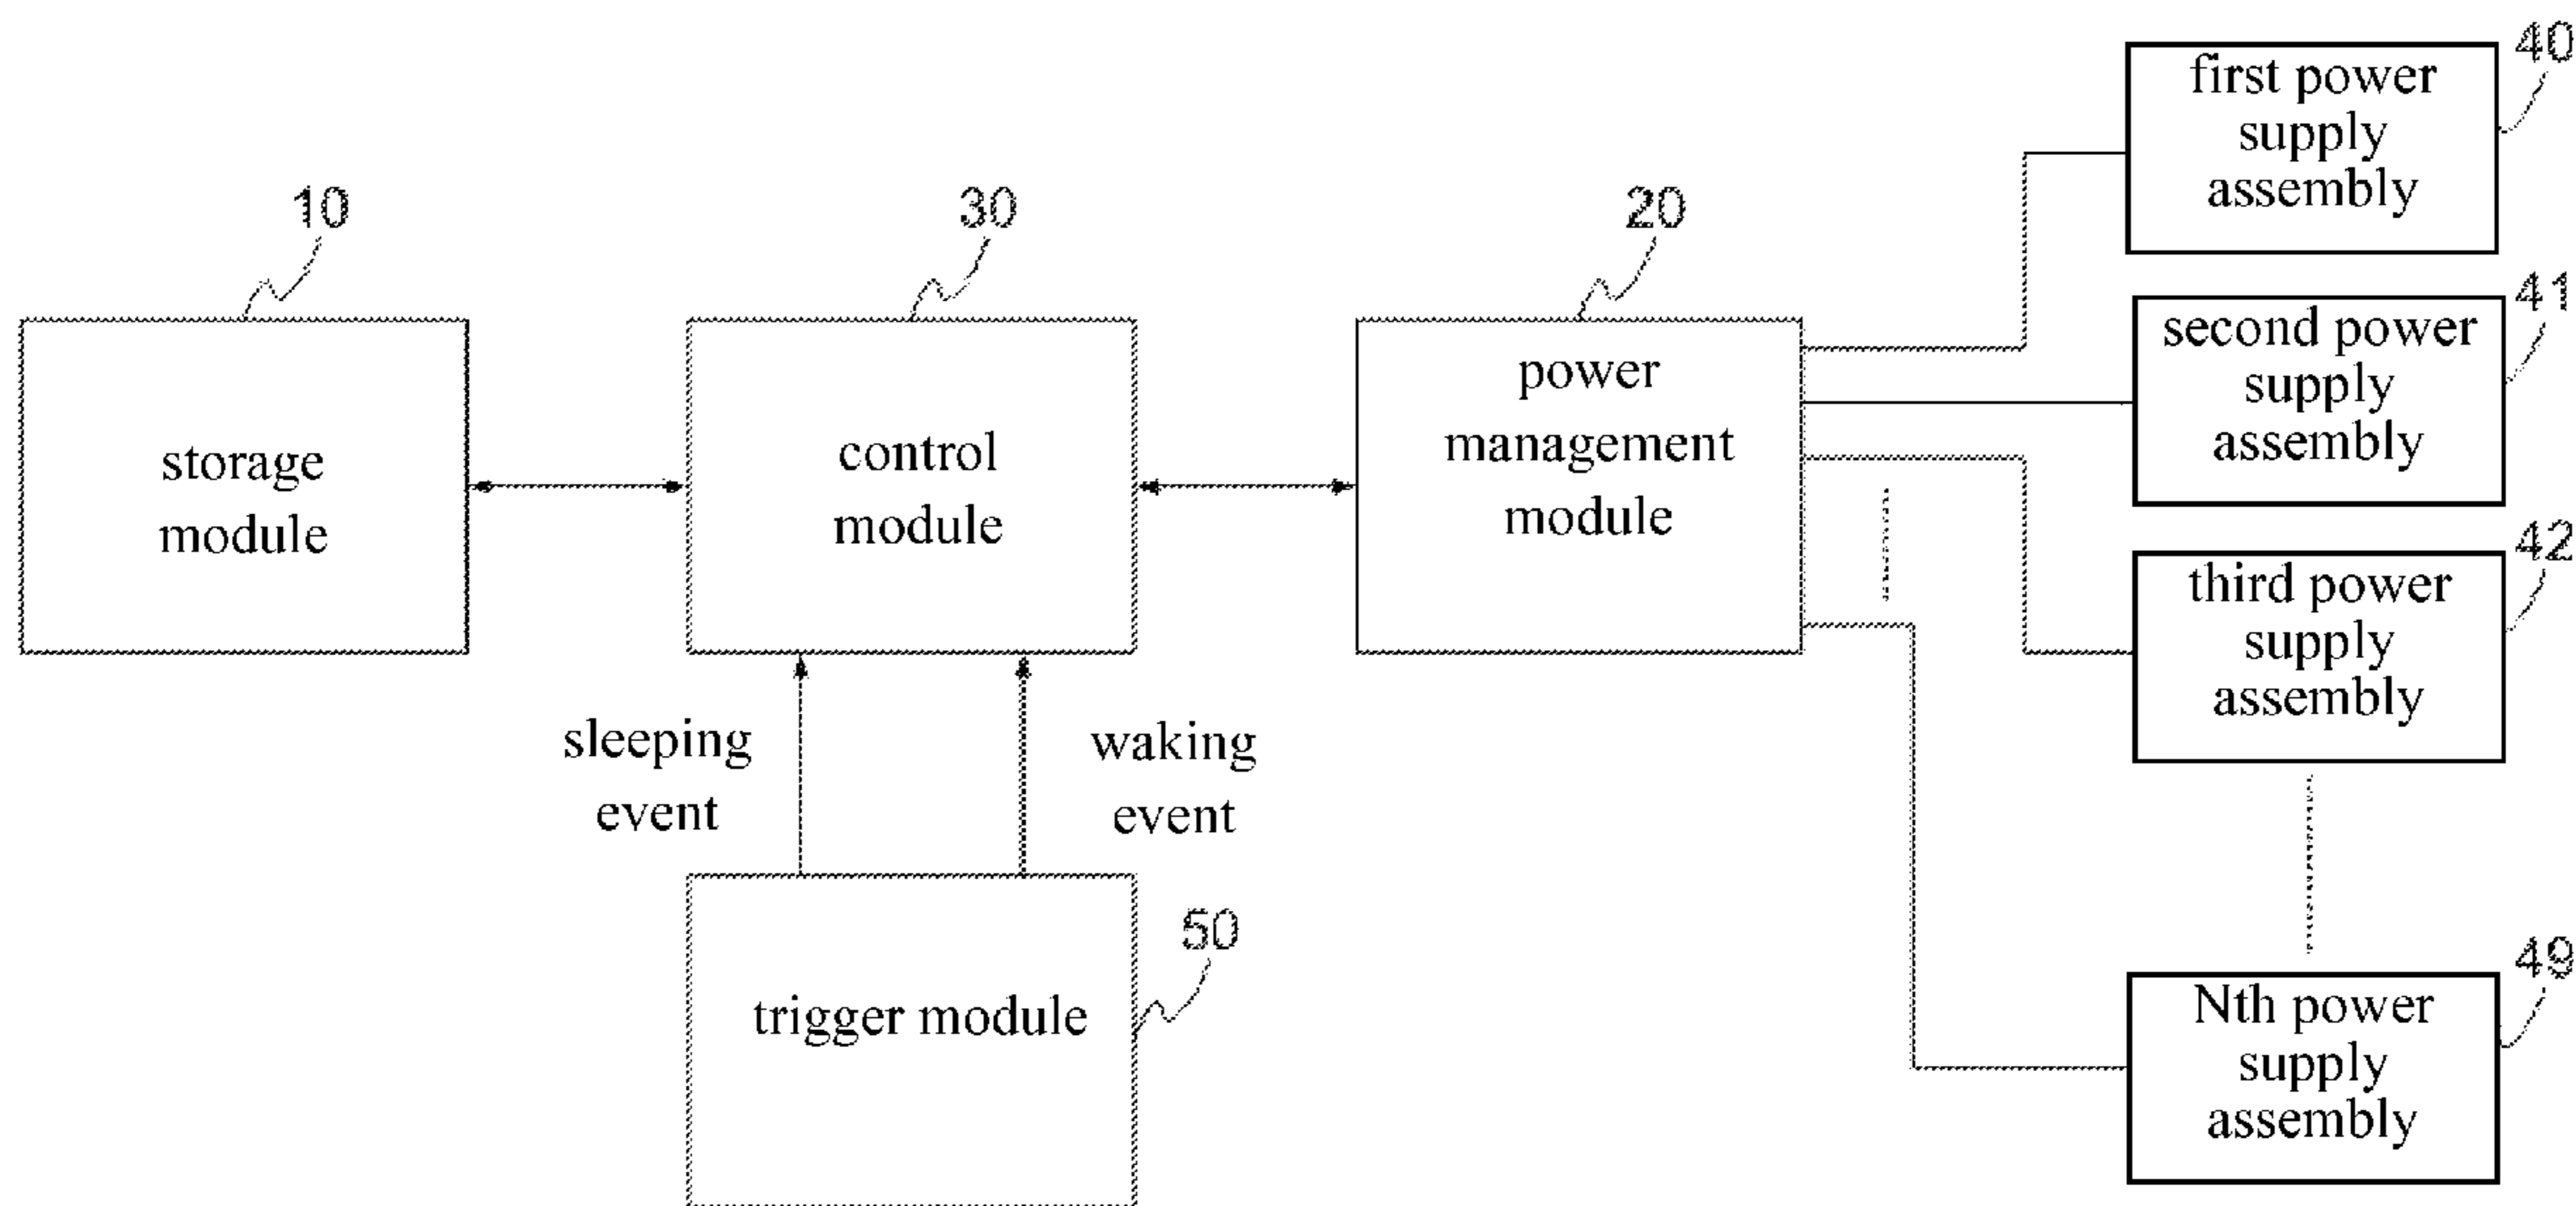 40
first power
supply
assembly
10
30
20
41
second power
supply
assembly
storage
module
control
module
power
management
module
42
third power
supply
assembly
sleeping
event
waking
event
50
trigger module
49
Nth power
supply
assembly